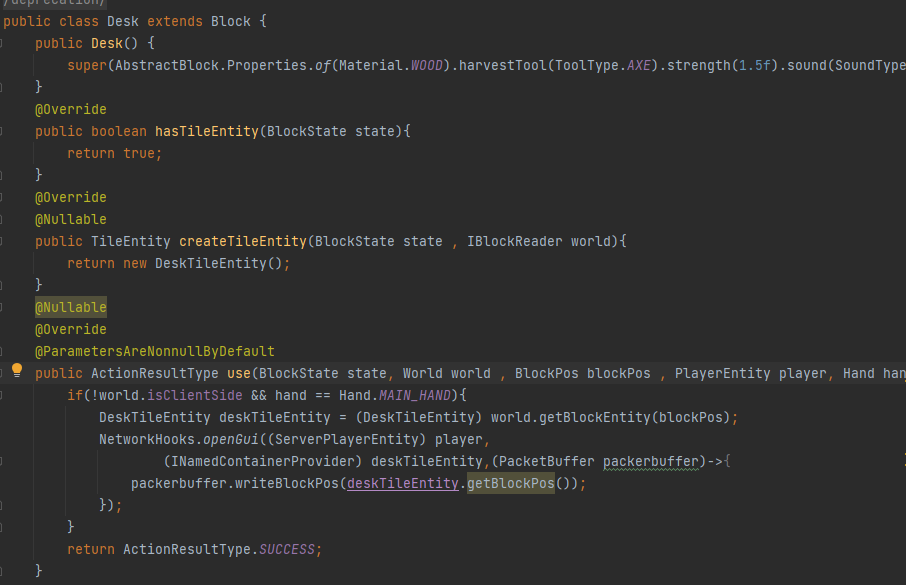 /deprecation/
public class Desk extends Block {
    public Desk() {
        super(AbstractBlock.Properties.of(Material.WOOD).harvestTool(ToolType.AXE).strength(1.5f).sound(SoundType
    }
    @Override
    public boolean hasTileEntity(BlockState state){
        return true;
    }
    @Override
    @Nullable
    public TileEntity createTileEntity(BlockState state , IBlockReader world){
        return new DeskTileEntity();
    }
    @Nullable
    @Override
    @ParametersAreNonnullByDefault
    public ActionResultType use(BlockState state, World world , BlockPos blockPos , PlayerEntity player, Hand han
        if(!world.isClientSide && hand == Hand.MAIN_HAND){
            DeskTileEntity deskTileEntity = (DeskTileEntity) world.getBlockEntity(blockPos);
            NetworkHooks.openGui((ServerPlayerEntity) player,
                    (INamedContainerProvider) deskTileEntity,(PacketBuffer packerbuffer)->{
                packerbuffer.writeBlockPos(deskTileEntity.getBlockPos());
            });
        }
        return ActionResultType.SUCCESS;
    }